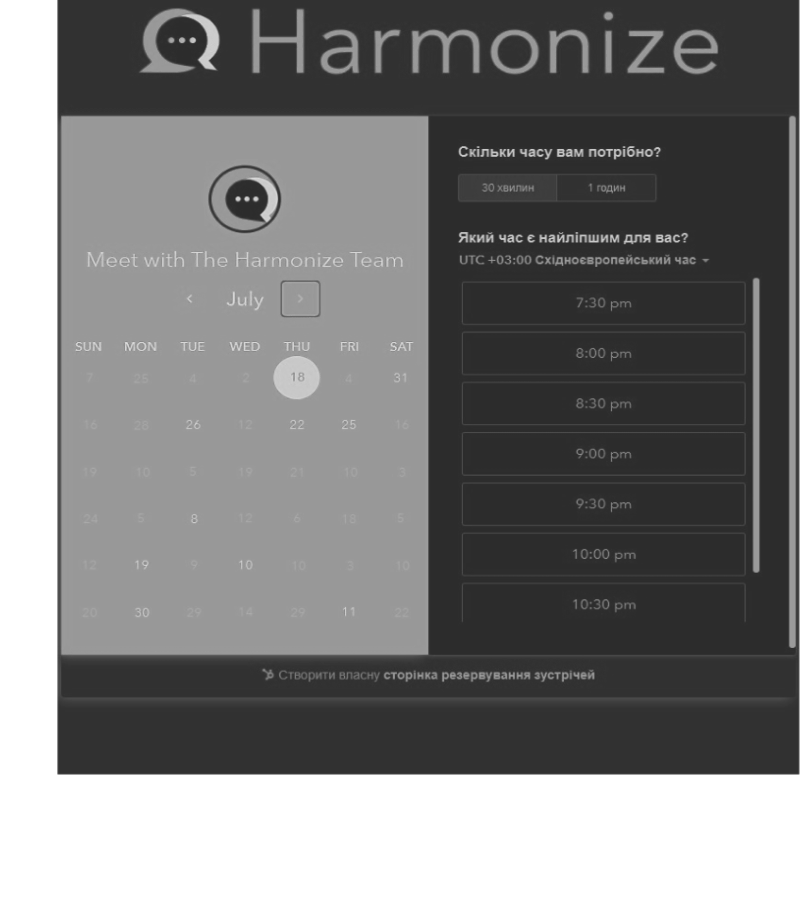 Harmonize
Meet with The Harmonize Team
July
SUN MON TUE WED THU FRI SAT
7 25 4 2 18 4 31
16 28 26 12 22 25 16
19 10 5 19 21 10 3
24 5 8 12 6 18 5
12 19 9 10 10 3 10
20 30 29 14 29 11 22
Скільки часу вам потрібно?
30 хвилин 1 годин
Який час є найліпшим для вас?
UTC +03:00 Східноєвропейський час
7:30 pm
8:00 pm
8:30 pm
9:00 pm
9:30 pm
10:00 pm
10:30 pm
Створити власну сторінка резервування зустрічей